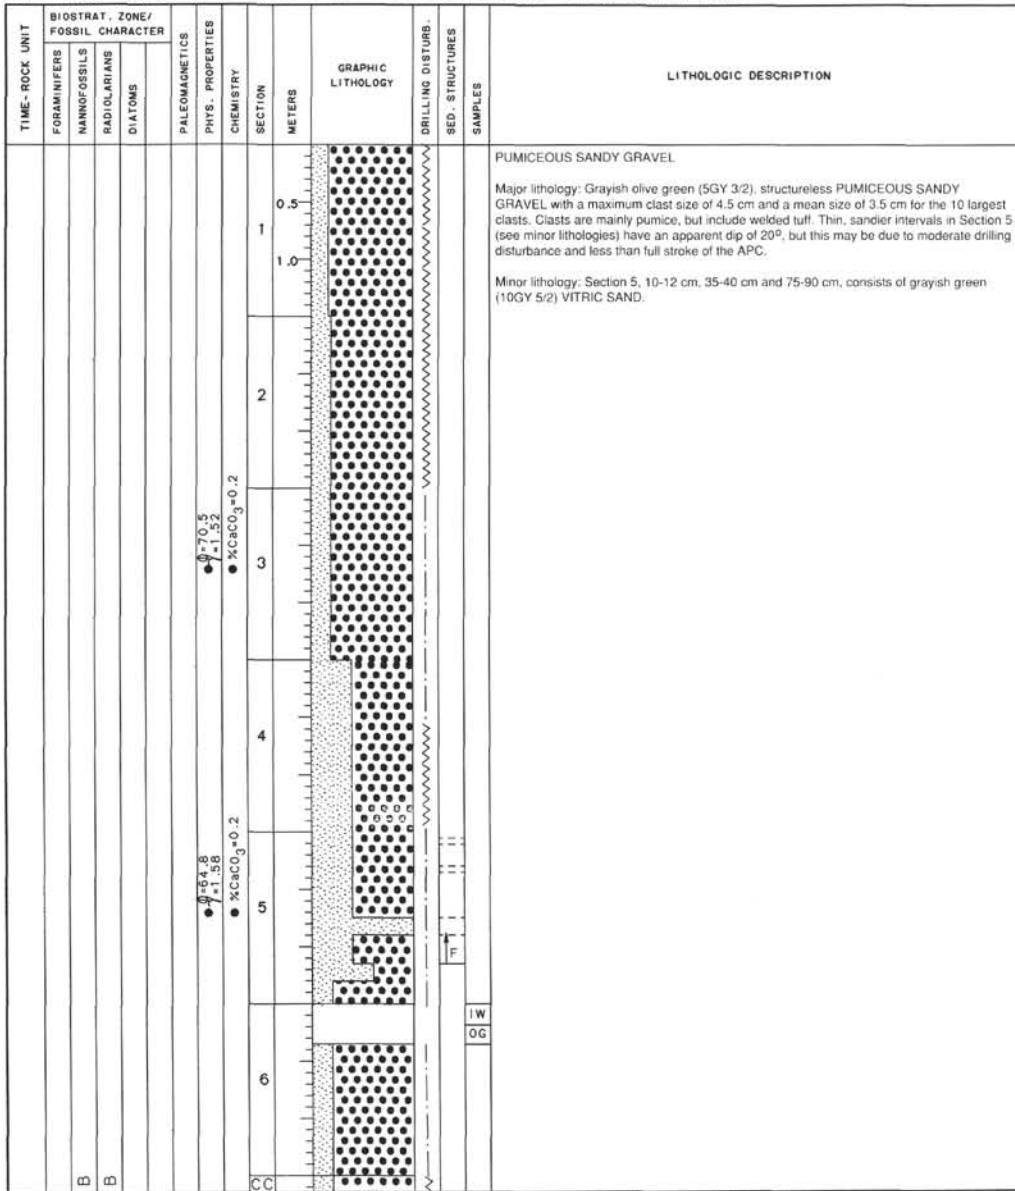 TIME-ROCK UNIT
BIOSTRAT. ZONE/
FOSSIL CHARACTER
FORAMINIFERS
NANNOFOSSILS
RADIOLARIANS
DIATOMS
PALEOMAGNETICS
PHYS. PROPERTIES
CHEMISTRY
SECTION
METERS
GRAPHIC
LITHOLOGY
DRILLING DISTURB.
SED. STRUCTURES
SAMPLES
LITHOLOGIC DESCRIPTION
PUMICEOUS SANDY GRAVEL
Major lithology: Grayish olive green (5GY 3/2), structureless PUMICEOUS SANDY
GRAVEL with a maximum clast size of 4.5 cm and a mean size of 3.5 cm for the 10 largest
clasts. Clasts are mainly pumice, but include welded tuff. Thin, sandier intervals in Section 5
(see minor lithologies) have an apparent dip of 20°, but this may be due to moderate drilling
disturbance and less than full stroke of the APC.
Minor lithology: Section 5, 10-12 cm, 35-40 cm and 75-90 cm, consists of grayish green
(10GY 5/2) VITRIC SAND.
0.5
1
1.0
2
φ=70.5
γ=1.52
%CaCO₃=0.2
3
4
φ=64.8
γ=1.58
%CaCO₃=0.2
5
F
IW
OG
6
B
B
CC